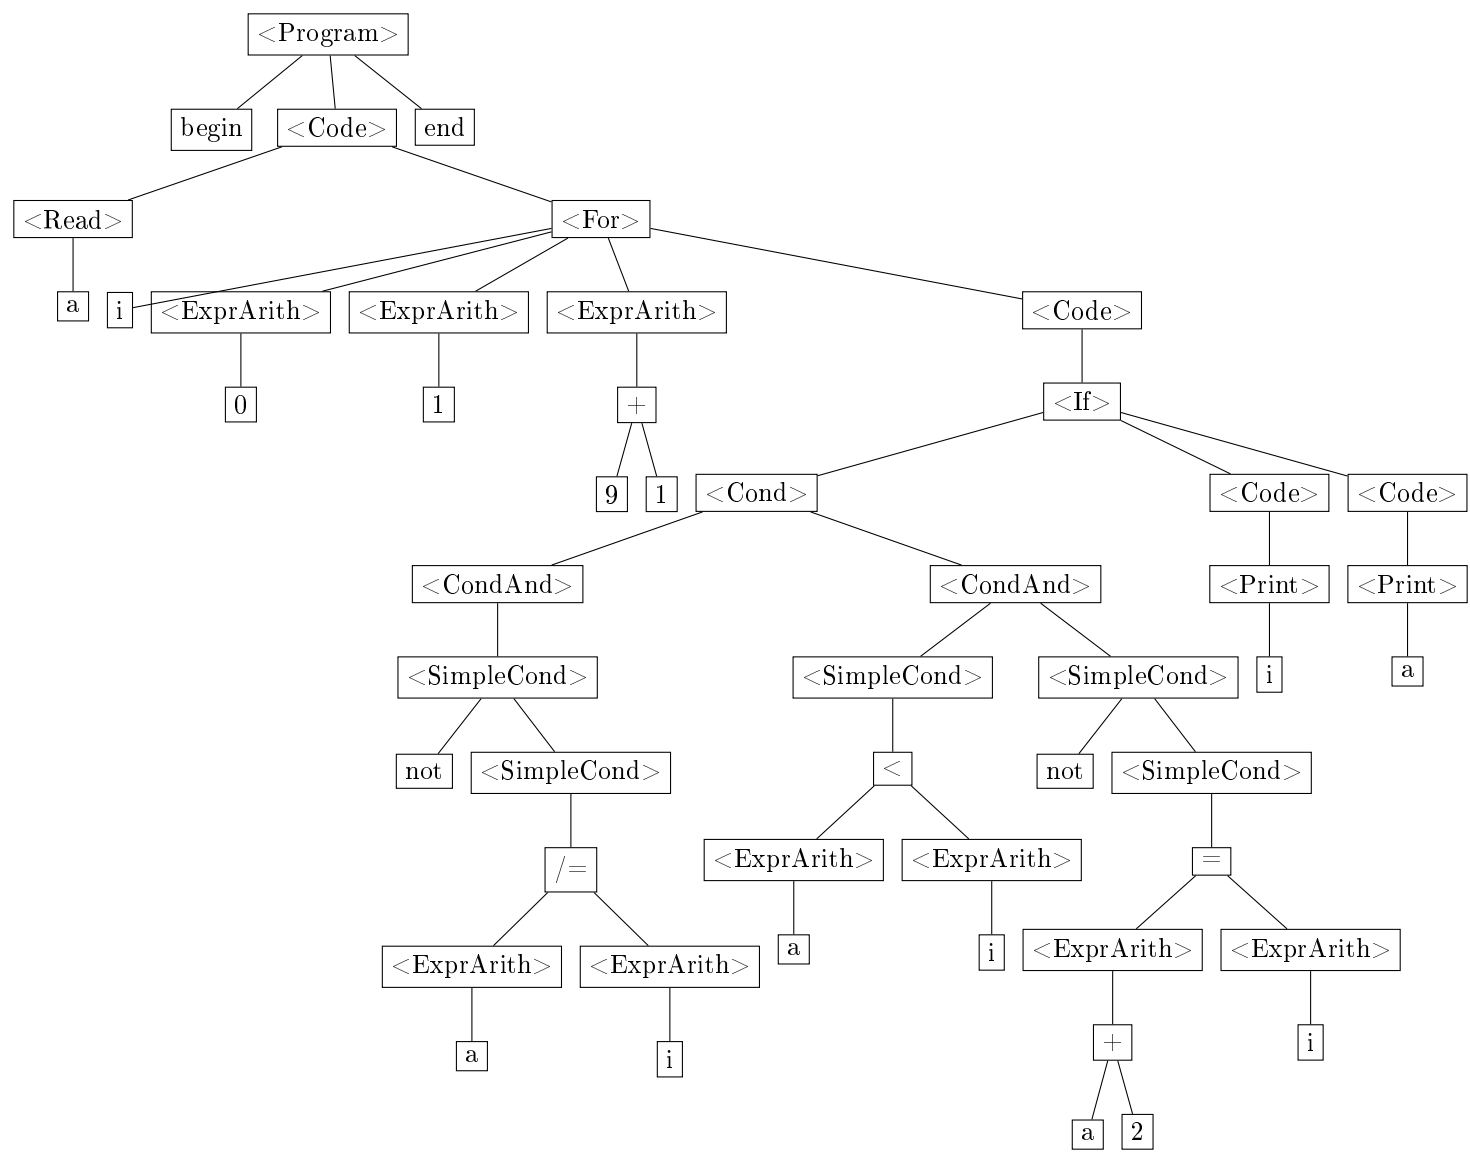 <Program>
begin <Code> end
<Read> <For>
a i <ExprArith> <ExprArith> <ExprArith> <Code>
0 1 + <If>
9 1 <Cond> <Code> <Code>
<CondAnd> <CondAnd> <Print> <Print>
<SimpleCond> <SimpleCond> <SimpleCond> i a
not <SimpleCond> < not <SimpleCond>
/= <ExprArith> <ExprArith> =
<ExprArith> <ExprArith> a i <ExprArith> <ExprArith>
a i + i
a 2